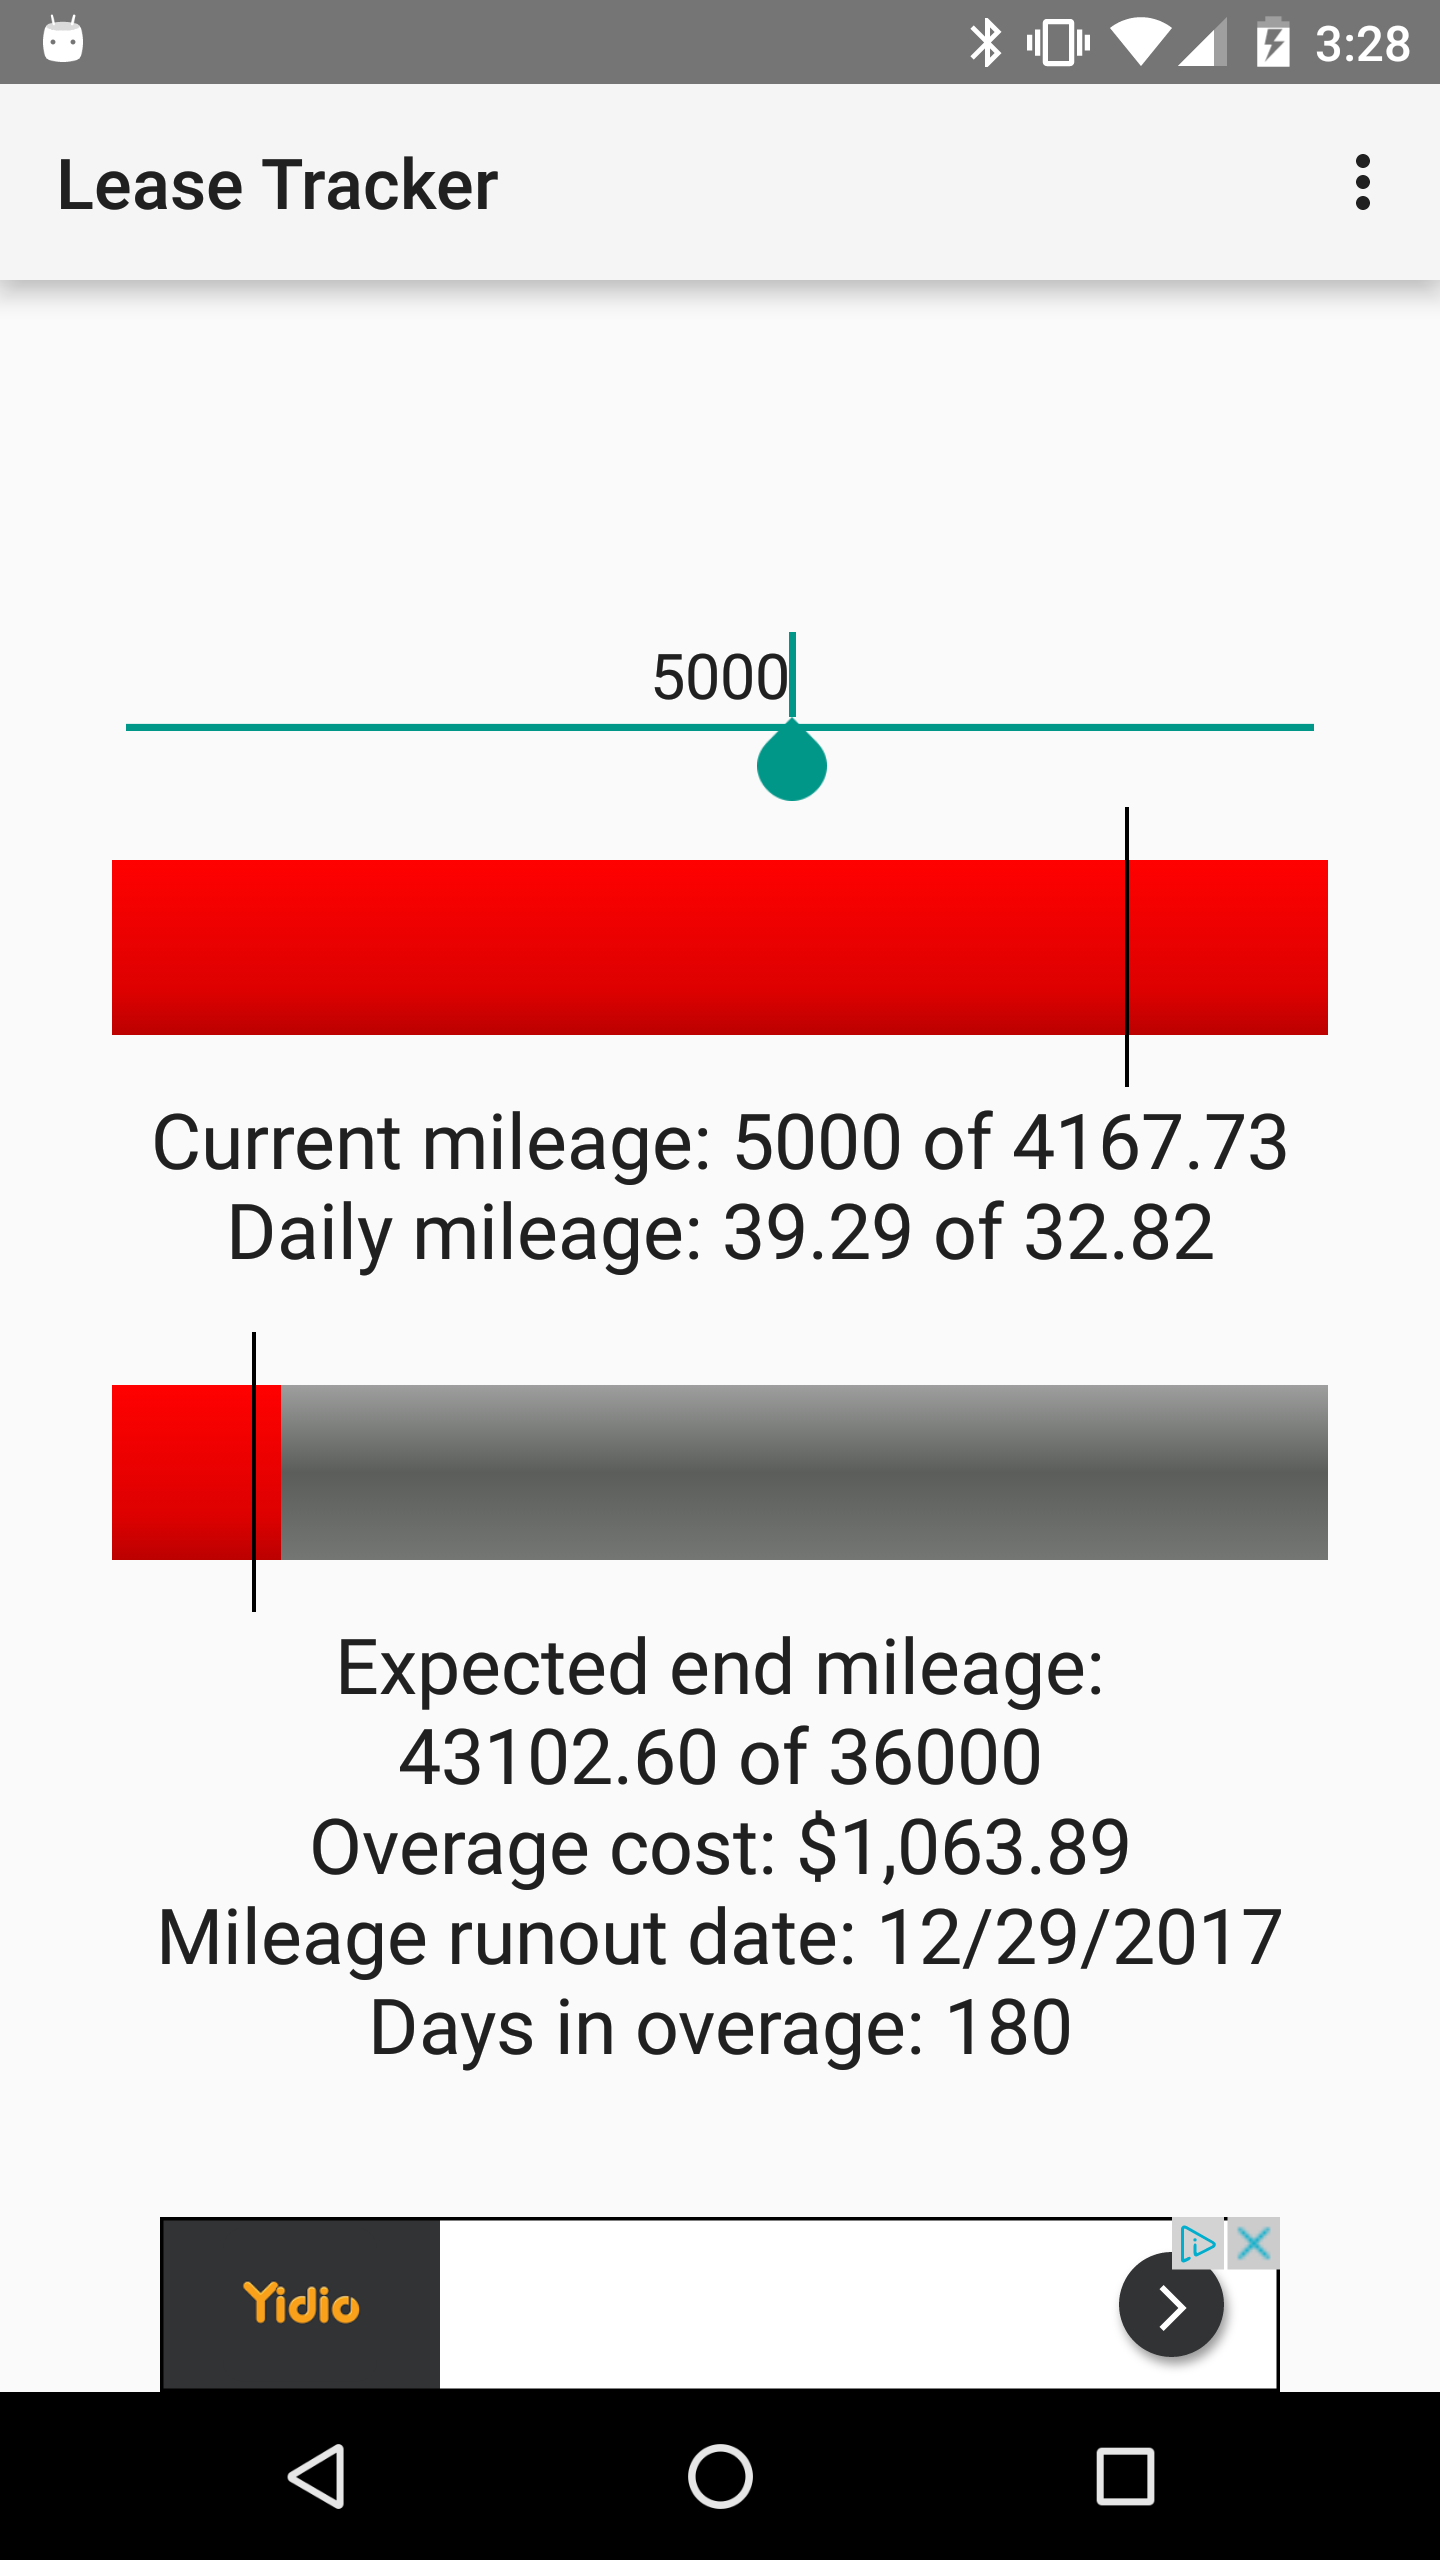 3:28
Lease Tracker
5000
Current mileage: 5000 of 4167.73
Daily mileage: 39.29 of 32.82
Expected end mileage:
43102.60 of 36000
Overage cost: $1,063.89
Mileage runout date: 12/29/2017
Days in overage: 180
Yidio